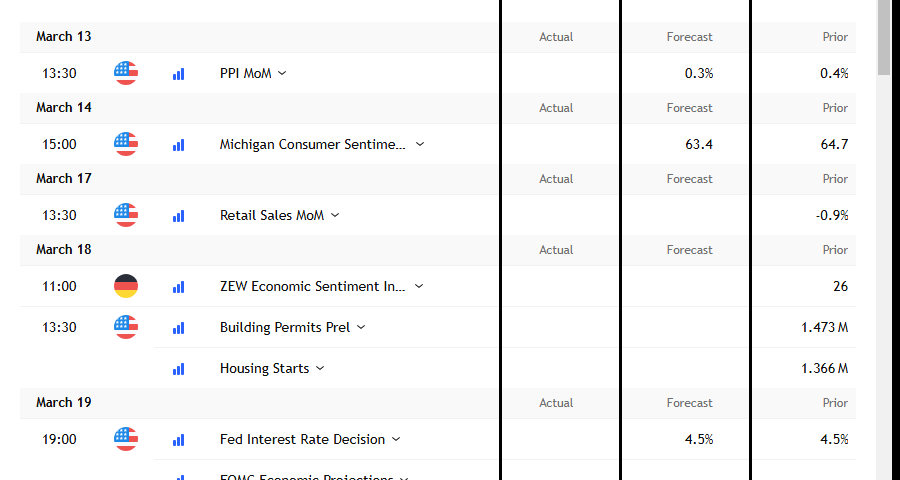 March 13 Actual Forecast Prior
13:30 PPI MoM 0.3% 0.4%
March 14 Actual Forecast Prior
15:00 Michigan Consumer Sentime... 63.4 64.7
March 17 Actual Forecast Prior
13:30 Retail Sales MoM -0.9%
March 18 Actual Forecast Prior
11:00 ZEW Economic Sentiment In... 26
13:30 Building Permits Prel 1.473 M
Housing Starts 1.366 M
March 19 Actual Forecast Prior
19:00 Fed Interest Rate Decision 4.5% 4.5%
FOMC Economic Projections